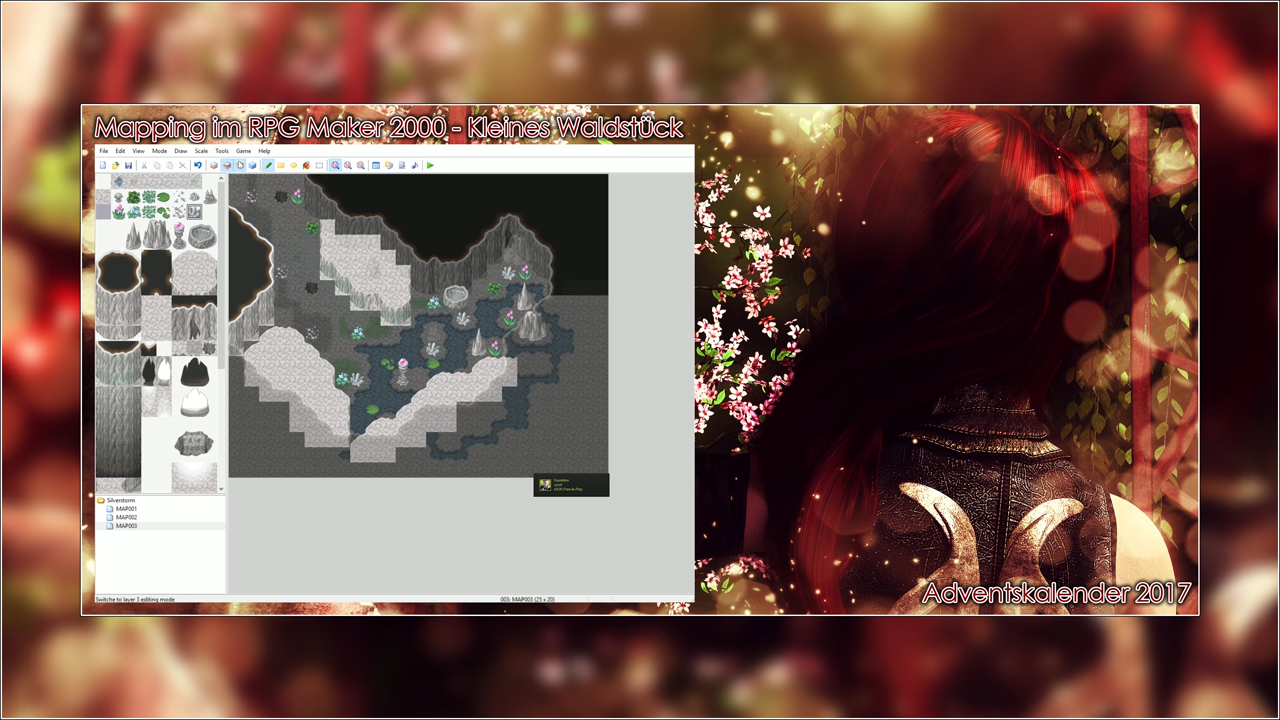 Mapping im RPG Maker 2000 - Kleines Waldstück
File Edit View Mode Draw Scale Tools Game Help
Silverstorm
MAP001
MAP002
MAP003
Switche to layer 3 editing mode
003: MAP003 (25 x 20)
Adventskalender 2017